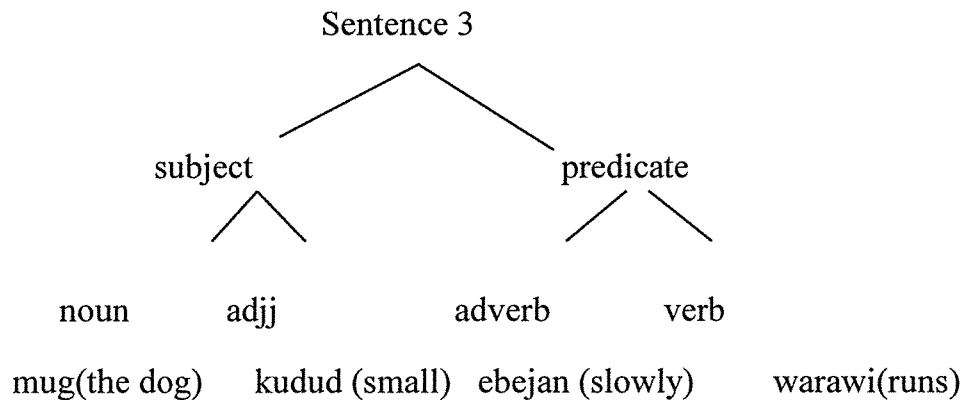 Sentence 3
subject predicate
noun adjj adverb verb
mug(the dog) kudud (small) ebejan (slowly) warawi(runs)